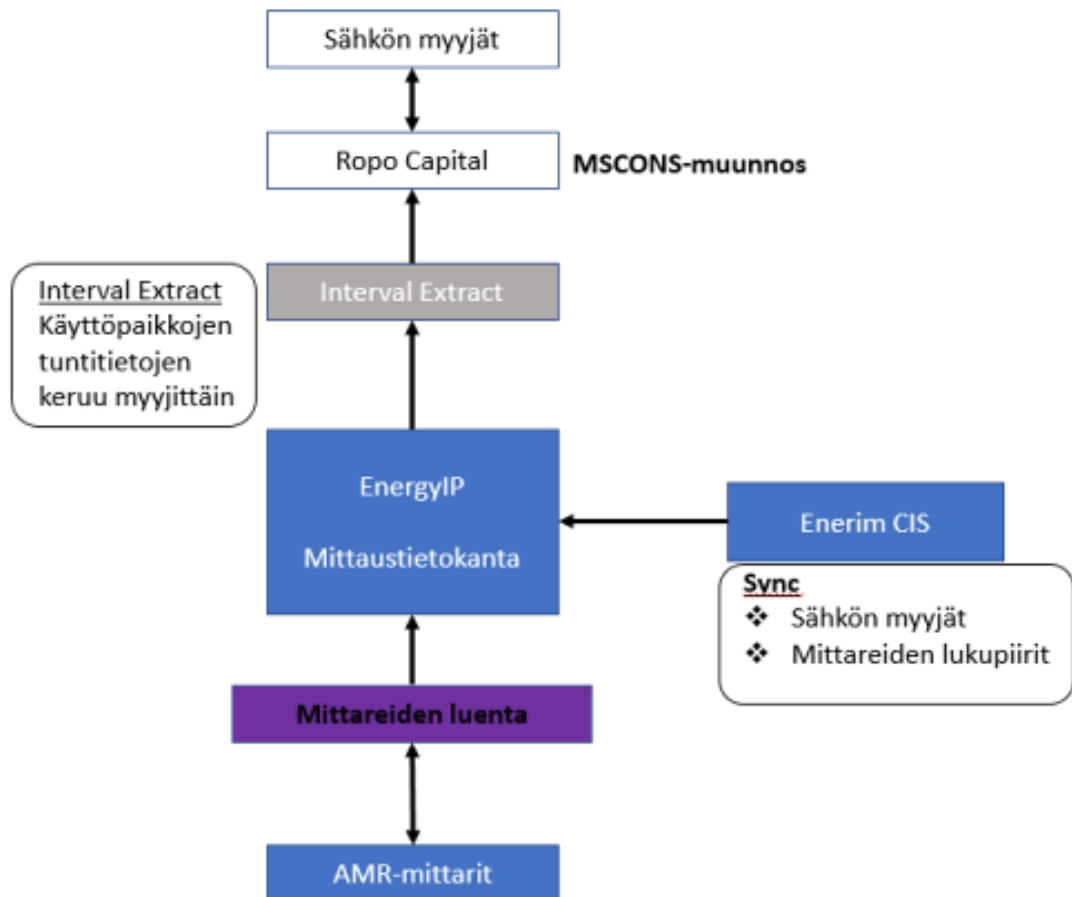 Sähkön myyjät
Ropo Capital
MSCONS-muunnos
Interval Extract
Interval Extract
Käyttöpaikkojen
tuntitietojen
keruu myyjittäin
EnergyIP
Mittaustietokanta
Enerim CIS
Sync
❖ Sähkön myyjät
❖ Mittareiden lukupiirit
Mittareiden luenta
AMR-mittarit